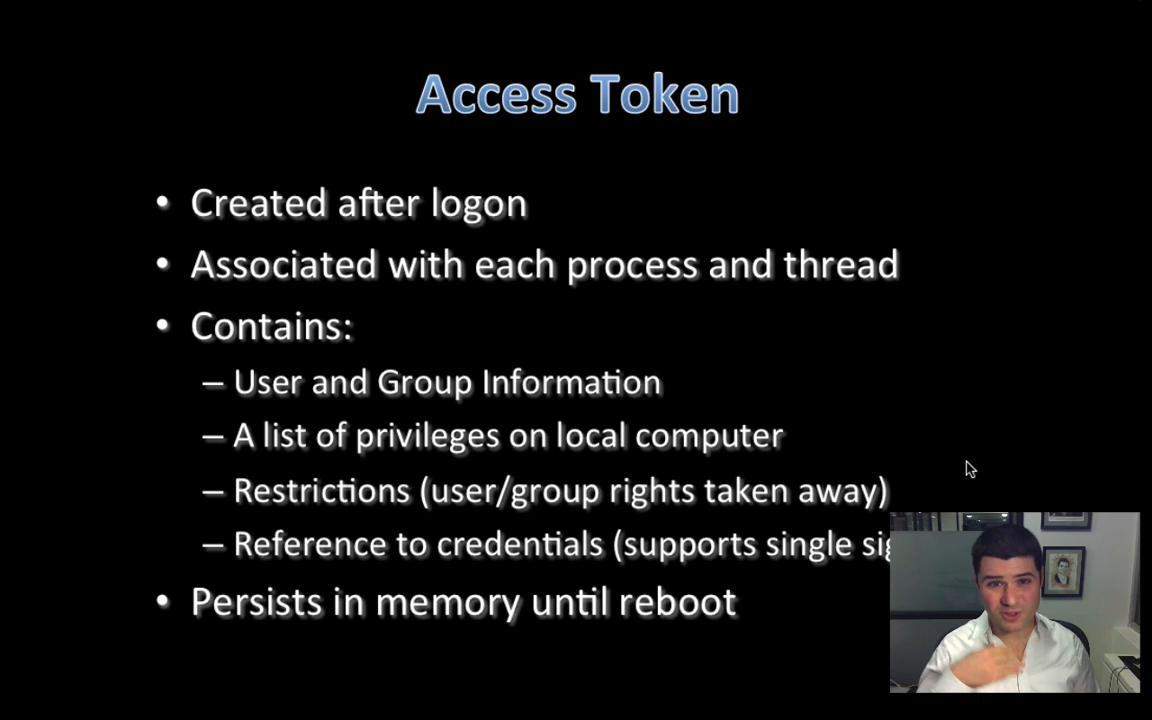 Access Token
• Created after logon
• Associated with each process and thread
• Contains:
– User and Group Information
– A list of privileges on local computer
– Restrictions (user/group rights taken away)
– Reference to credentials (supports single
• Persists in memory until reboot